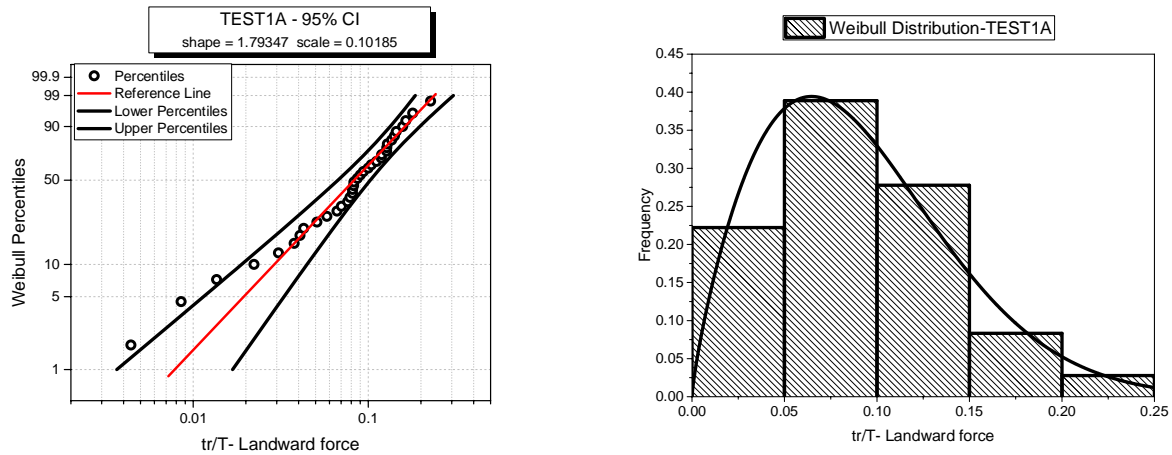 TEST1A - 95% CI
shape = 1.79347 scale = 0.10185
Percentiles
Reference Line
Lower Percentiles
Upper Percentiles
99.9
99
90
50
10
5
1
Weibull Percentiles
0.01
0.1
tr/T- Landward force
Weibull Distribution-TEST1A
0.45
0.40
0.35
0.30
0.25
0.20
0.15
0.10
0.05
0.00
Frequency
0.00
0.05
0.10
0.15
0.20
0.25
tr/T- Landward force